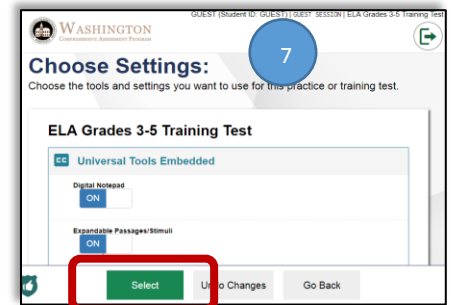 GUEST (Student ID: GUEST) | GUEST SESSION | ELA Grades 3-5 Training Test
WASHINGTON
COMPREHENSIVE ASSESSMENT PROGRAM
7
Choose Settings:
Choose the tools and settings you want to use for this practice or training test.
ELA Grades 3-5 Training Test
CC Universal Tools Embedded
Digital Notepad
ON
Expandable Passages/Stimuli
ON
Select
Undo Changes
Go Back